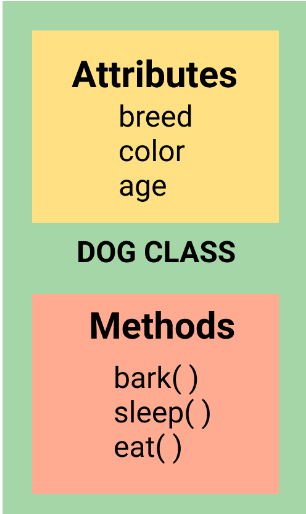 Attributes
breed
color
age
DOG CLASS
Methods
bark( )
sleep( )
eat( )